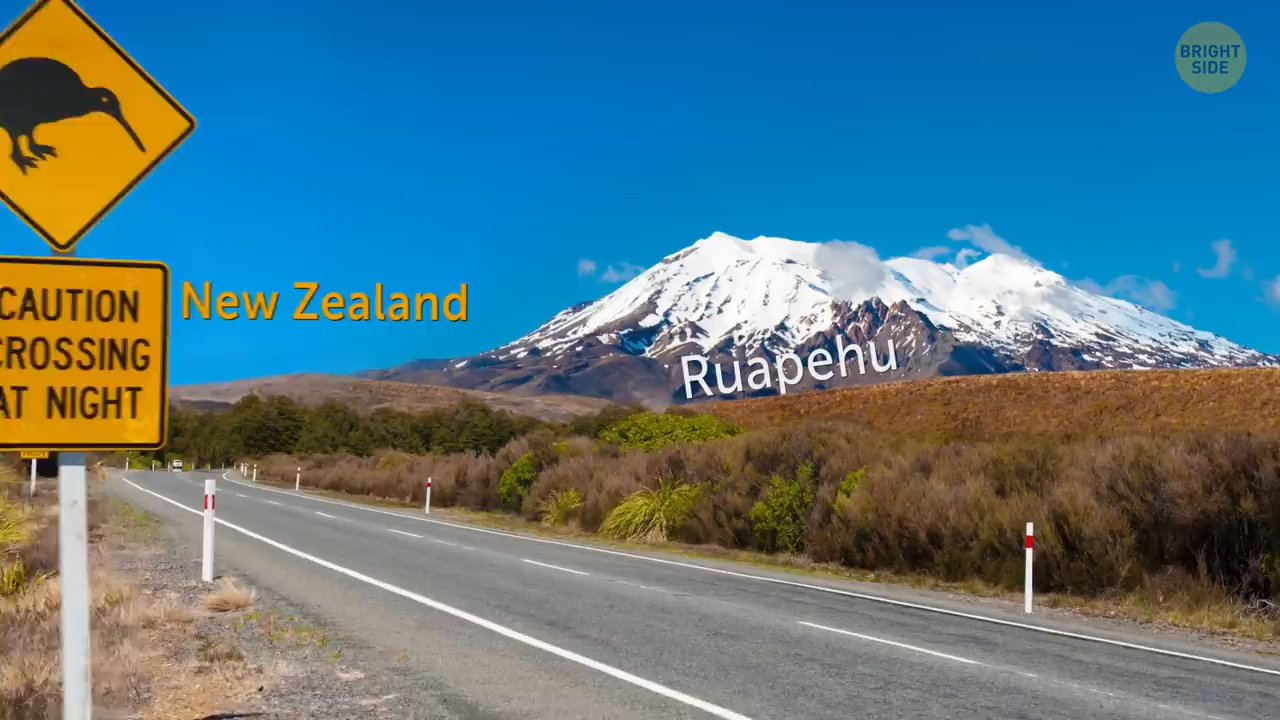 BRIGHT
SIDE
New Zealand
CAUTION
CROSSING
AT NIGHT
Ruapehu